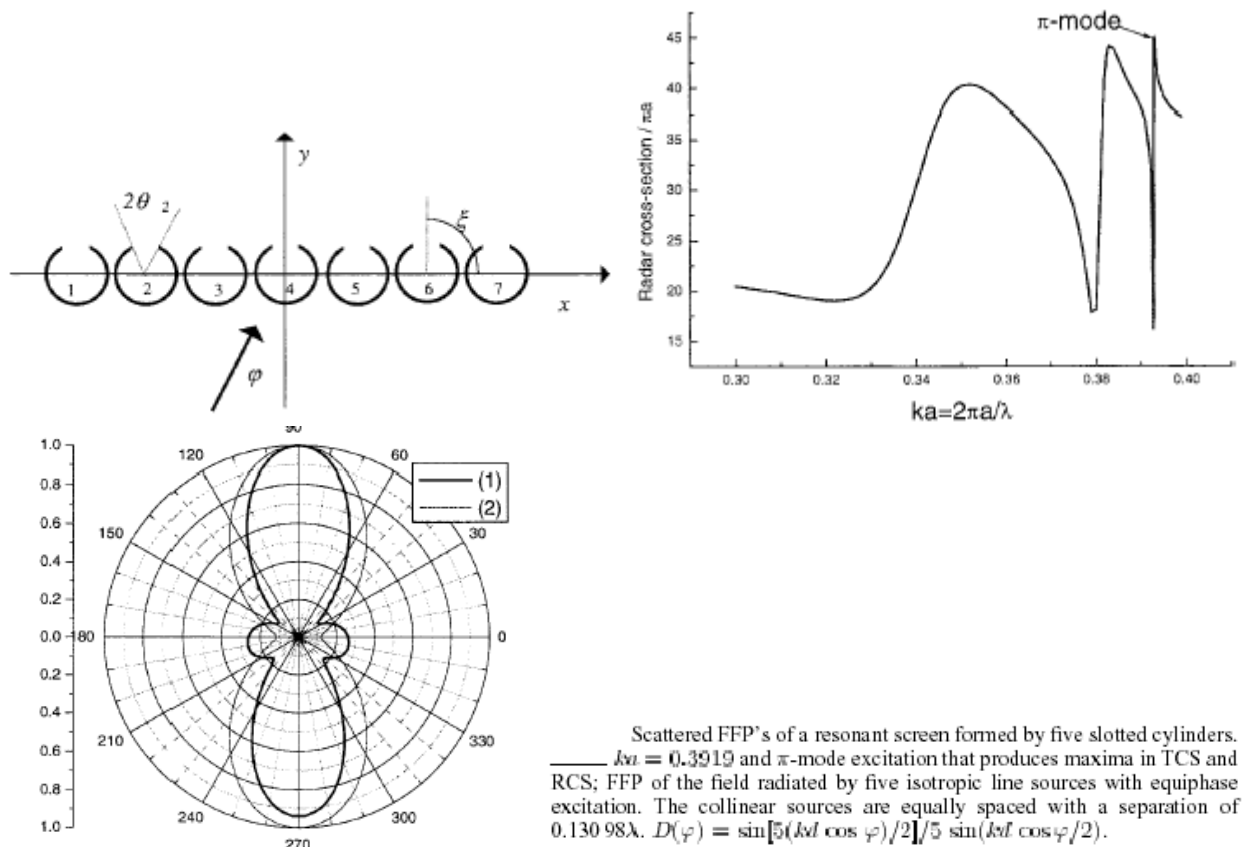 y
2θ 2
ξ
1 2 3 4 5 6 7
x
φ
π-mode
Radar cross-section / πa
45
40
35
30
25
20
15
0.30 0.32 0.34 0.36 0.38 0.40
ka=2πa/λ
1.0
0.8
0.6
0.4
0.2
0.0
0.2
0.4
0.6
0.8
1.0
90
120 60
150 30
180 0
210 330
240 300
270
(1)
(2)
Scattered FFP's of a resonant screen formed by five slotted cylinders.
ka = 0.3919 and π-mode excitation that produces maxima in TCS and
RCS; FFP of the field radiated by five isotropic line sources with equiphase
excitation. The collinear sources are equally spaced with a separation of
0.130 98λ. D(φ) = sin[5(kd cos φ)/2]/5 sin(kd cos φ/2).